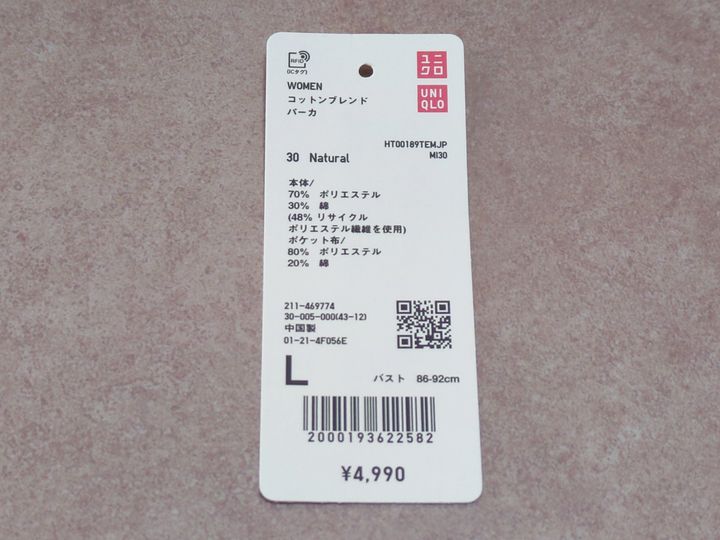 RFID
(ICタグ)
ユニ
クロ
UNI
QLO
WOMEN
コットンブレンド
パーカ
HT00189TEMJP
MI30
30 Natural
本体/
70% ポリエステル
30% 綿
(48% リサイクル
ポリエステル繊維を使用)
ポケット布/
80% ポリエステル
20% 綿
211-469774
30-005-000(43-12)
中国製
01-21-4F056E
L
バスト 86-92cm
2000193622582
¥4,990